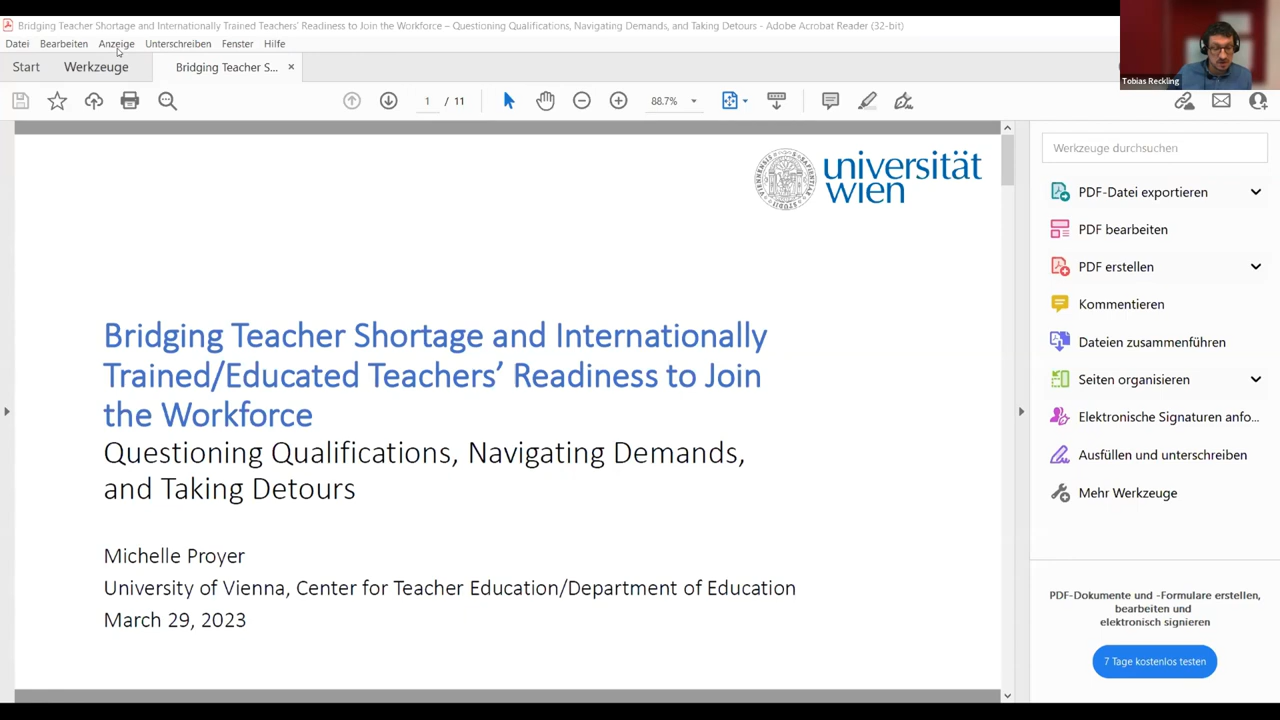 Bridging Teacher Shortage and Internationally Trained Teachers' Readiness to Join the Workforce – Questioning Qualifications, Navigating Demands, and Taking Detours - Adobe Acrobat Reader (32-bit)
Datei Bearbeiten Anzeige Unterschreiben Fenster Hilfe
Start Werkzeuge Bridging Teacher S... ×
Tobias Reckling
1 / 11 88.7%
universität
wien
Bridging Teacher Shortage and Internationally
Trained/Educated Teachers' Readiness to Join
the Workforce
Questioning Qualifications, Navigating Demands,
and Taking Detours
Michelle Proyer
University of Vienna, Center for Teacher Education/Department of Education
March 29, 2023
Werkzeuge durchsuchen
PDF-Datei exportieren
PDF bearbeiten
PDF erstellen
Kommentieren
Dateien zusammenführen
Seiten organisieren
Elektronische Signaturen anfo...
Ausfüllen und unterschreiben
Mehr Werkzeuge
PDF-Dokumente und -Formulare erstellen,
bearbeiten und
elektronisch signieren
7 Tage kostenlos testen